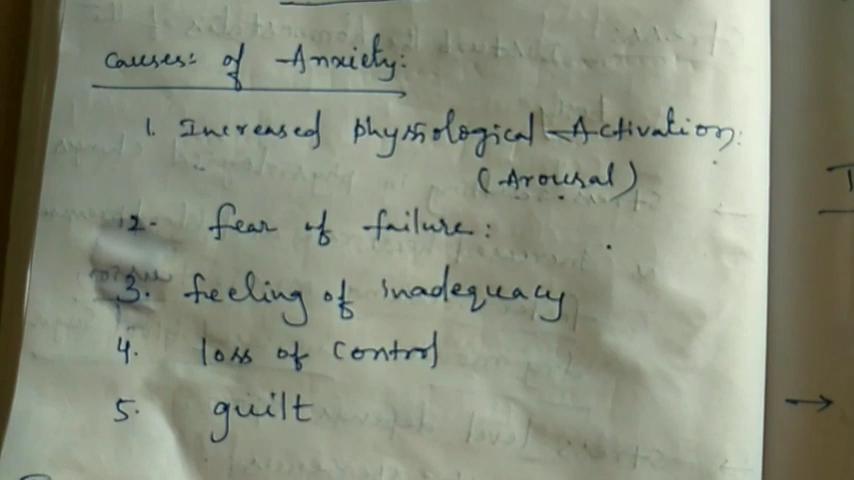 Causes: of Anxiety:
1. Increased physiological Activation:
(Arousal)
2. fear of failure:
3. feeling of inadequacy
4. loss of control
5. guilt
→